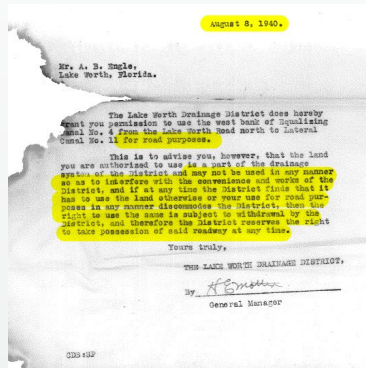 August 8, 1940.
Mr. A. B. Engle,
Lake Worth, Florida.
The Lake Worth Drainage District does hereby
grant you permission to use the west bank of Equalizing
Canal No. 4 from the Lake Worth Road north to Lateral
Canal No. 11 for road purposes.
This is to advise you, however, that the land
you are authorized to use is a part of the drainage
system of the District and may not be used in any manner
so as to interfere with the convenience and works of the
District, and if at any time the District finds that it
has to use the land otherwise or your use for road pur-
poses in any manner discommodes the District, then the
right to use the same is subject to withdrawal by the
District, and therefore the District reserves the right
to take possession of said roadway at any time.
Yours truly,
THE LAKE WORTH DRAINAGE DISTRICT,
By
General Manager
CDB:SP